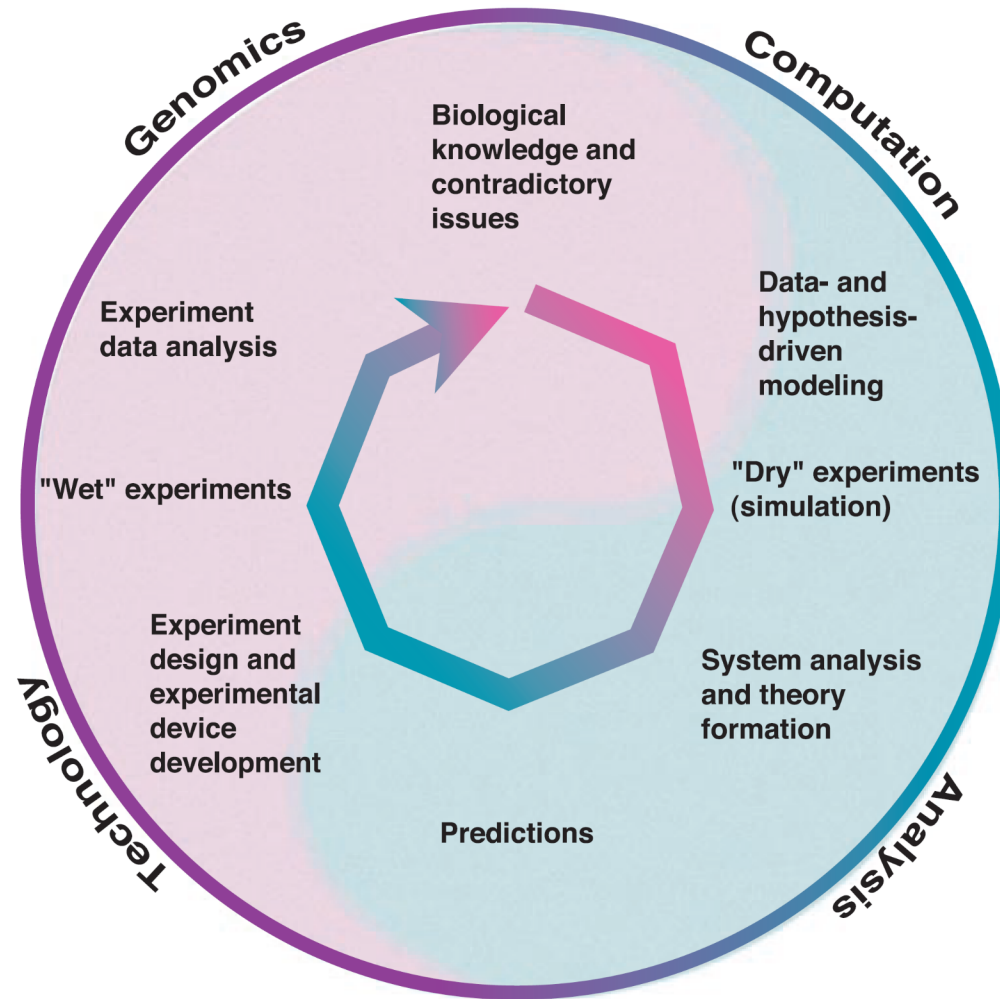 Genomics
Computation
Biological
knowledge and
contradictory
issues
Data- and
hypothesis-
driven
modeling
"Dry" experiments
(simulation)
System analysis
and theory
formation
Predictions
Experiment
design and
experimental
device
development
"Wet" experiments
Experiment
data analysis
Technology
Analysis